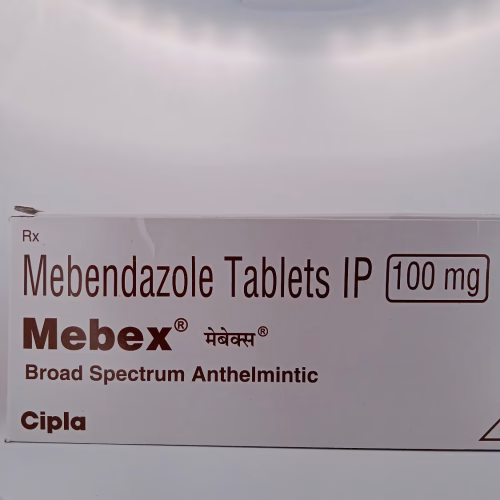 Rx
Mebendazole Tablets IP 100 mg
Mebex® मेबेक्स®
Broad Spectrum Anthelmintic
Cipla